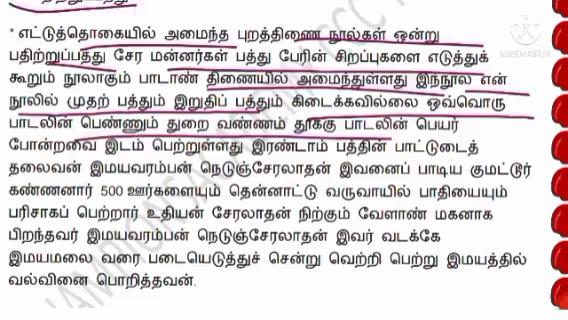 * எட்டுத்தொகையில் அமைந்த புறத்திணை நூல்கள் ஒன்று
பதிற்றுப்பத்து சேர மன்னர்கள் பத்து பேரின் சிறப்புகளை எடுத்துக்
கூறும் நூலாகும் பாடாண் திணையில் அமைந்துள்ளது இந்நூல என்
நூலில் முதற் பத்தும் இறுதிப் பத்தும் கிடைக்கவில்லை ஒவ்வொரு
பாடலின் பெண்ணும் துறை வண்ணம் தூக்கு பாடலின் பெயர்
போன்றவை இடம் பெற்றுள்ளது இரண்டாம் பத்தின் பாட்டுடைத்
தலைவன் இமயவரம்பன் நெடுஞ்சேரலாதன் இவனைப் பாடிய குமட்டூர்
கண்ணனார் 500 ஊர்களையும் தென்னாட்டு வருவாயில் பாதியையும்
பரிசாகப் பெற்றார் உதியன் சேரலாதன் நிற்கும் வேளாண் மகனாக
பிறந்தவர் இமயவரம்பன் நெடுஞ்சேரலாதன் இவர் வடக்கே
இமயமலை வரை படையெடுத்துச் சென்று வெற்றி பெற்று இமயத்தில்
வல்வினை பொறித்தவன்.
KINEMASTER